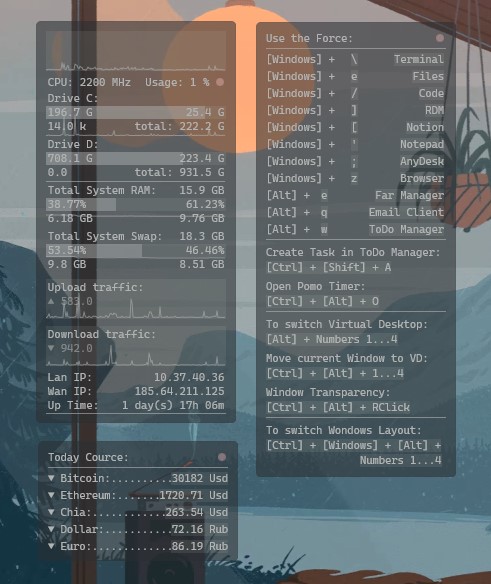 CPU: 2200 MHz Usage: 1 %
Drive C:
196.7 G 25.4 G
14.0 k total: 222.2 G
Drive D:
708.1 G 223.4 G
0.0 total: 931.5 G
Total System RAM: 15.9 GB
38.77% 61.23%
6.18 GB 9.76 GB
Total System Swap: 18.3 GB
53.54% 46.46%
9.8 GB 8.51 GB
Upload traffic:
▲ 583.0
Download traffic:
▼ 942.0
Lan IP: 10.37.40.36
Wan IP: 185.64.211.125
Up Time: 1 day(s) 17h 06m
Today Cource:
▼ Bitcoin:..........30182 Usd
▼ Ethereum:.......1720.71 Usd
▼ Chia:............263.54 Usd
▼ Dollar:...........72.16 Rub
▼ Euro:.............86.19 Rub
Use the Force:
[Windows] + \ Terminal
[Windows] + e Files
[Windows] + / Code
[Windows] + ] RDM
[Windows] + [ Notion
[Windows] + ' Notepad
[Windows] + ; AnyDesk
[Windows] + z Browser
[Alt] + e Far Manager
[Alt] + q Email Client
[Alt] + w ToDo Manager
Create Task in ToDo Manager:
[Ctrl] + [Shift] + A
Open Pomo Timer:
[Ctrl] + [Alt] + O
To switch Virtual Desktop:
[Alt] + Numbers 1...4
Move current Window to VD:
[Ctrl] + [Alt] + 1...4
Window Transparency:
[Ctrl] + [Alt] + RClick
To switch Wondows Layout:
[Ctrl] + [Windows] + [Alt] +
Numbers 1...4